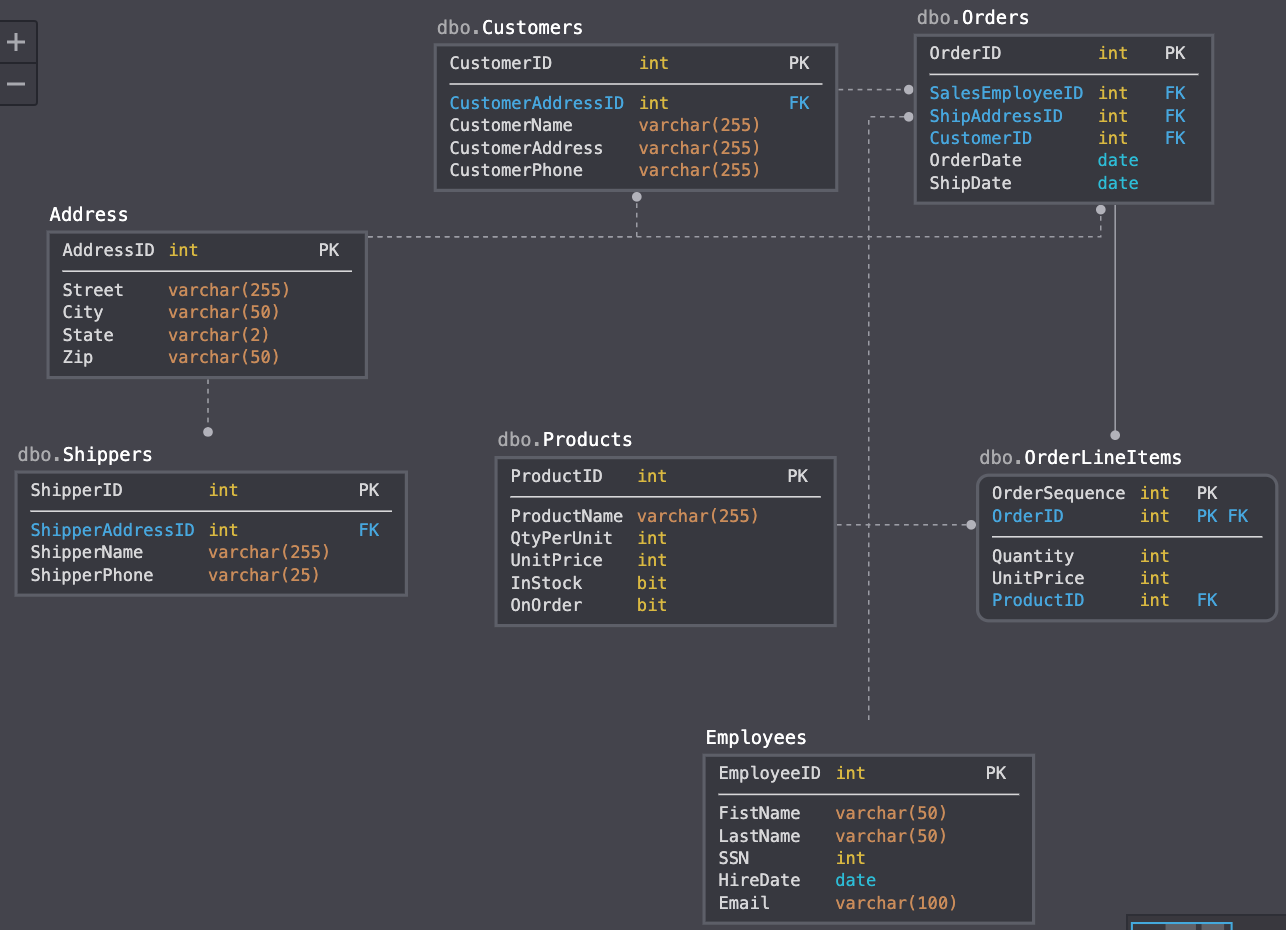 +
−
dbo.Customers
CustomerID int PK
CustomerAddressID int FK
CustomerName varchar(255)
CustomerAddress varchar(255)
CustomerPhone varchar(255)
dbo.Orders
OrderID int PK
SalesEmployeeID int FK
ShipAddressID int FK
CustomerID int FK
OrderDate date
ShipDate date
Address
AddressID int PK
Street varchar(255)
City varchar(50)
State varchar(2)
Zip varchar(50)
dbo.Shippers
ShipperID int PK
ShipperAddressID int FK
ShipperName varchar(255)
ShipperPhone varchar(25)
dbo.Products
ProductID int PK
ProductName varchar(255)
QtyPerUnit int
UnitPrice int
InStock bit
OnOrder bit
dbo.OrderLineItems
OrderSequence int PK
OrderID int PK FK
Quantity int
UnitPrice int
ProductID int FK
Employees
EmployeeID int PK
FistName varchar(50)
LastName varchar(50)
SSN int
HireDate date
Email varchar(100)